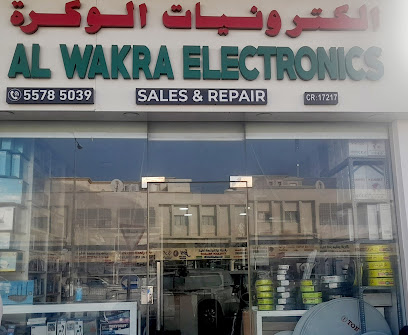 الكترونيات الوكرة
AL WAKRA ELECTRONICS
5578 5039
SALES & REPAIR
CR:17217